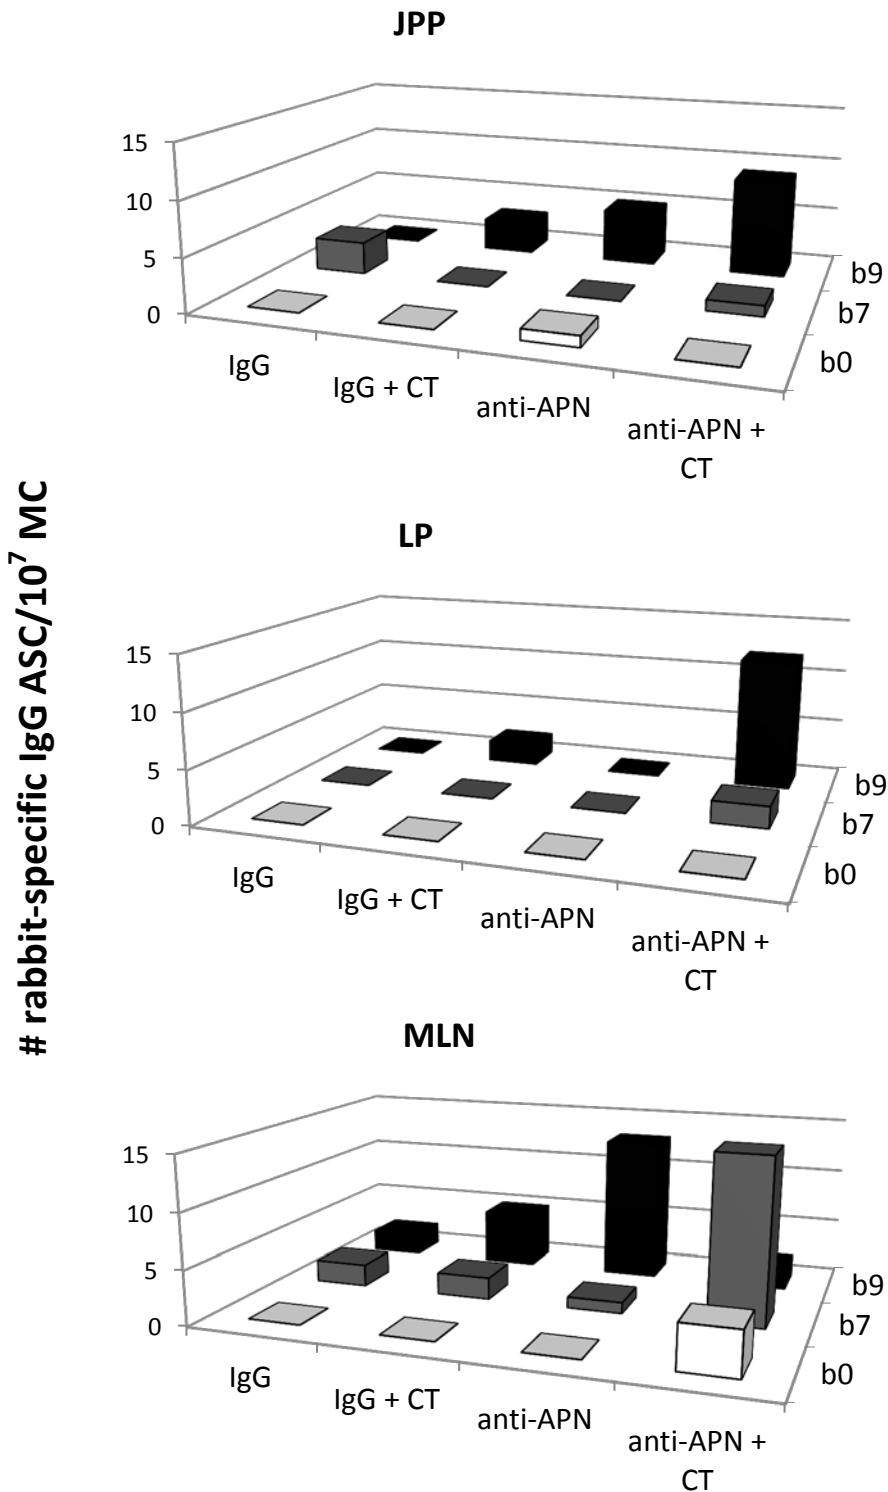 JPP
15
10
5
0
b9
b7
b0
IgG
IgG + CT
anti-APN
anti-APN +
CT
# rabbit-specific IgG ASC/10⁷ MC
LP
15
10
5
0
b9
b7
b0
IgG
IgG + CT
anti-APN
anti-APN +
CT
MLN
15
10
5
0
b9
b7
b0
IgG
IgG + CT
anti-APN
anti-APN +
CT